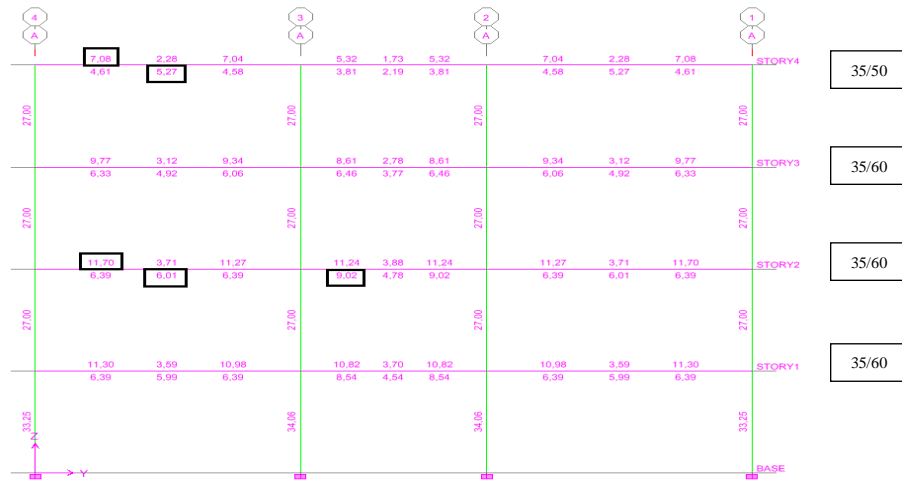 4 3 2 1
A A A A
7,08 2,28 7,04 5,32 1,73 5,32 7,04 2,28 7,08 STORY4
4,61 5,27 4,58 3,81 2,19 3,81 4,58 5,27 4,61
35/50
27,00 27,00 27,00 27,00
9,77 3,12 9,34 8,61 2,78 8,61 9,34 3,12 9,77 STORY3
6,33 4,92 6,06 6,46 3,77 6,46 6,06 4,92 6,33
35/60
27,00 27,00 27,00 27,00
11,70 3,71 11,27 11,24 3,88 11,24 11,27 3,71 11,70 STORY2
6,39 6,01 6,39 9,02 4,78 9,02 6,39 6,01 6,39
35/60
27,00 27,00 27,00 27,00
11,30 3,59 10,98 10,82 3,70 10,82 10,98 3,59 11,30 STORY1
6,39 5,99 6,39 8,54 4,54 8,54 6,39 5,99 6,39
35/60
33,25 34,06 34,06 33,25
Z
Y
BASE